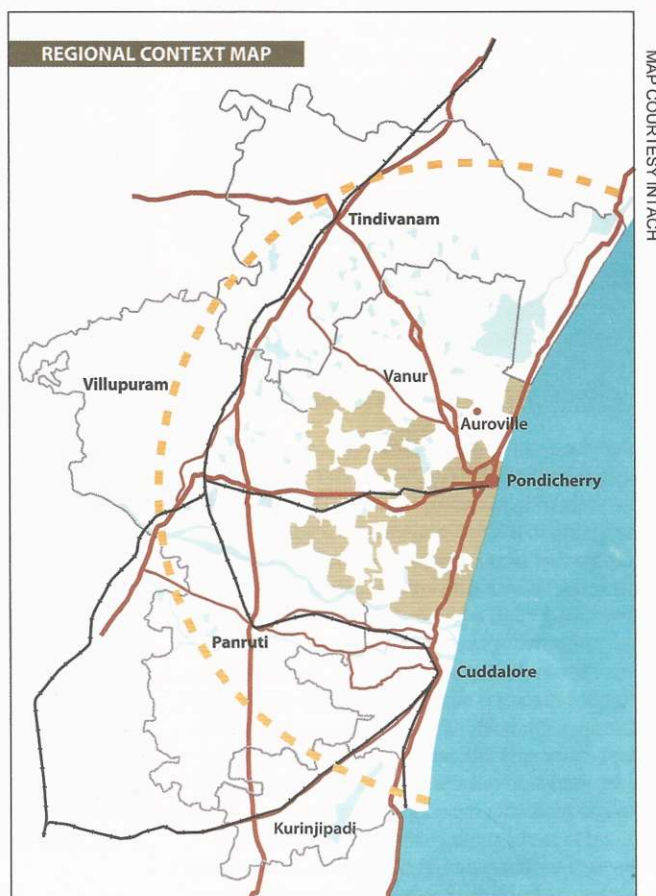 REGIONAL CONTEXT MAP
MAP COURTESY INTACH
Tindivanam
Villupuram
Vanur
Auroville
Pondicherry
Panruti
Cuddalore
Kurinjipadi